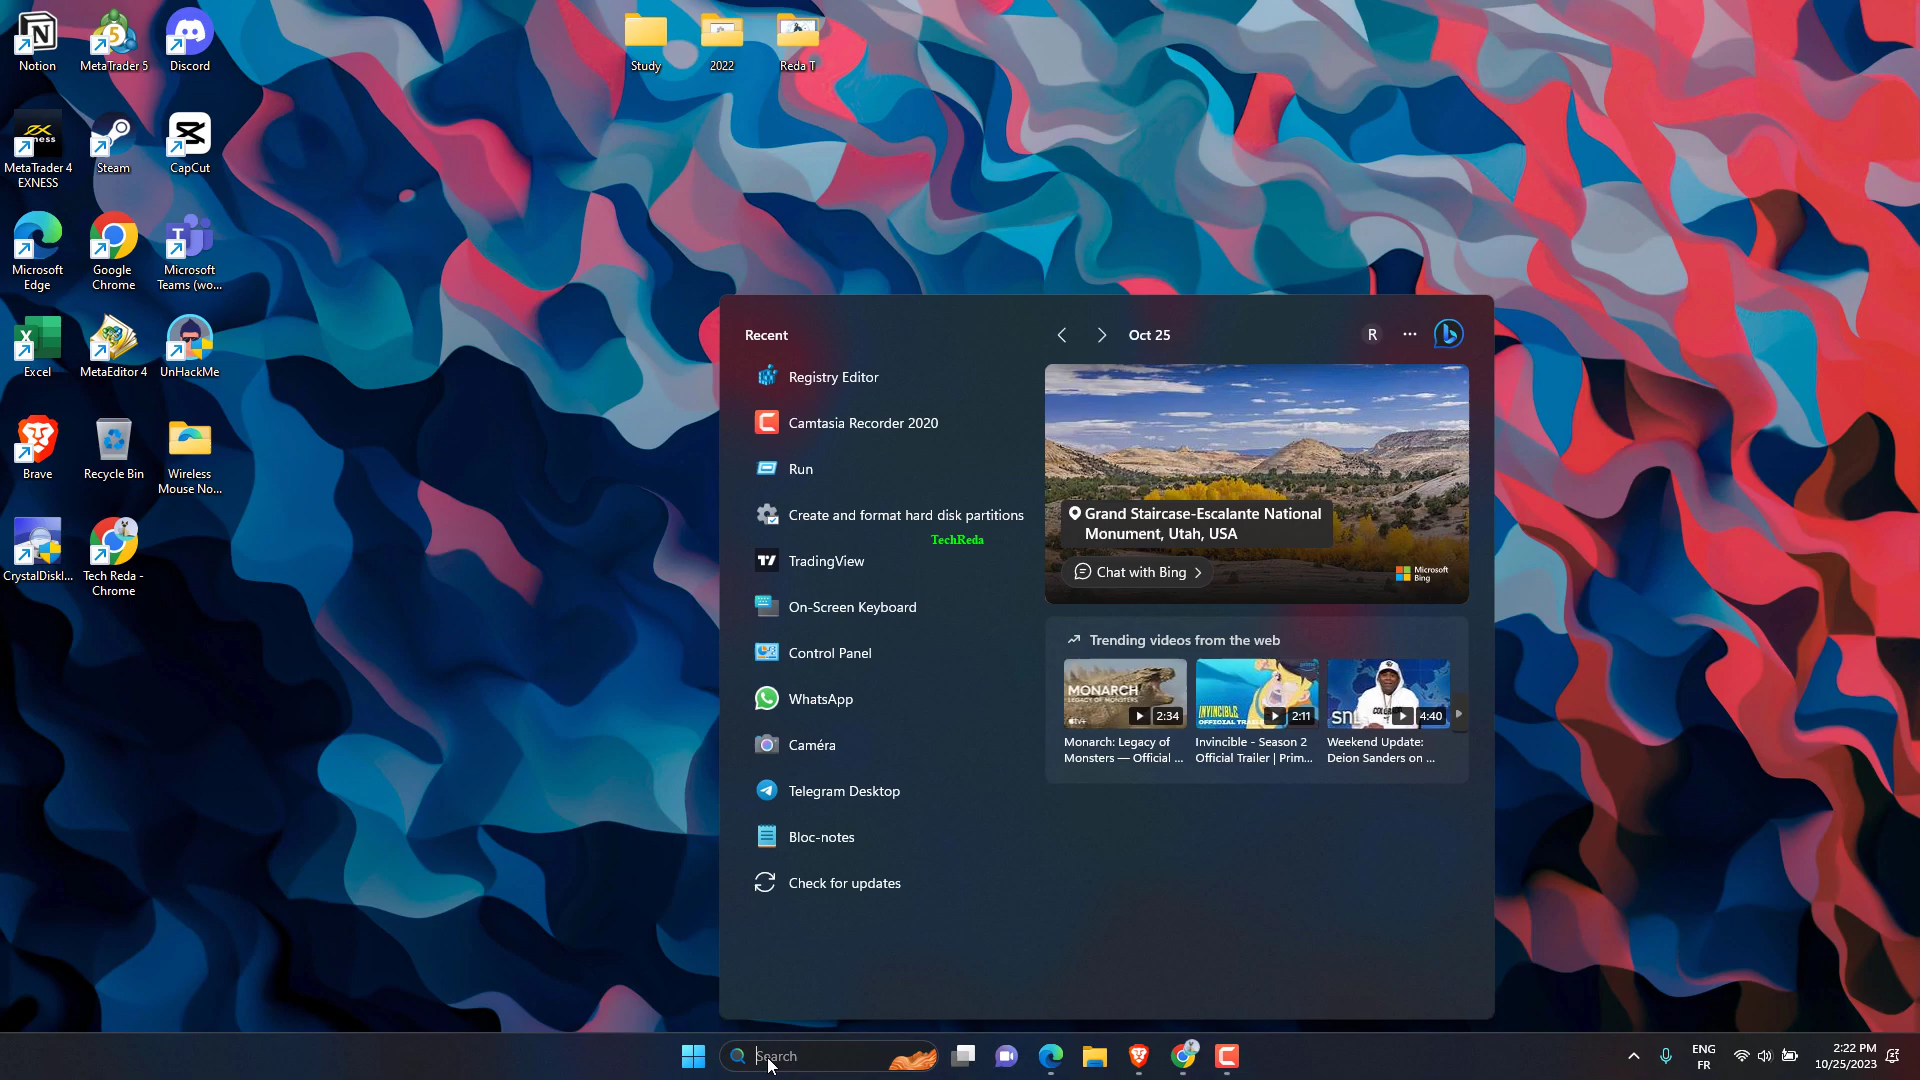 Notion
MetaTrader 5
Discord
Study
2022
Reda T
MetaTrader 4
EXNESS
Steam
CapCut
Microsoft
Edge
Google
Chrome
Microsoft
Teams (wo...
Excel
MetaEditor 4
UnHackMe
Brave
Recycle Bin
Wireless
Mouse No...
CrystalDiskI...
Tech Reda -
Chrome
Recent
Registry Editor
Camtasia Recorder 2020
Run
Create and format hard disk partitions
TechReda
TradingView
On-Screen Keyboard
Control Panel
WhatsApp
Caméra
Telegram Desktop
Bloc-notes
Check for updates
Oct 25
R
Grand Staircase-Escalante National
Monument, Utah, USA
Chat with Bing
Microsoft
Bing
Trending videos from the web
MONARCH
LEGACY OF MONSTERS
tv+
2:34
prime
INVINCIBLE
2:11
4:40
Monarch: Legacy of
Monsters — Official ...
Invincible - Season 2
Official Trailer | Prim...
Weekend Update:
Deion Sanders on ...
Search
ENG
FR
2:22 PM
10/25/2023